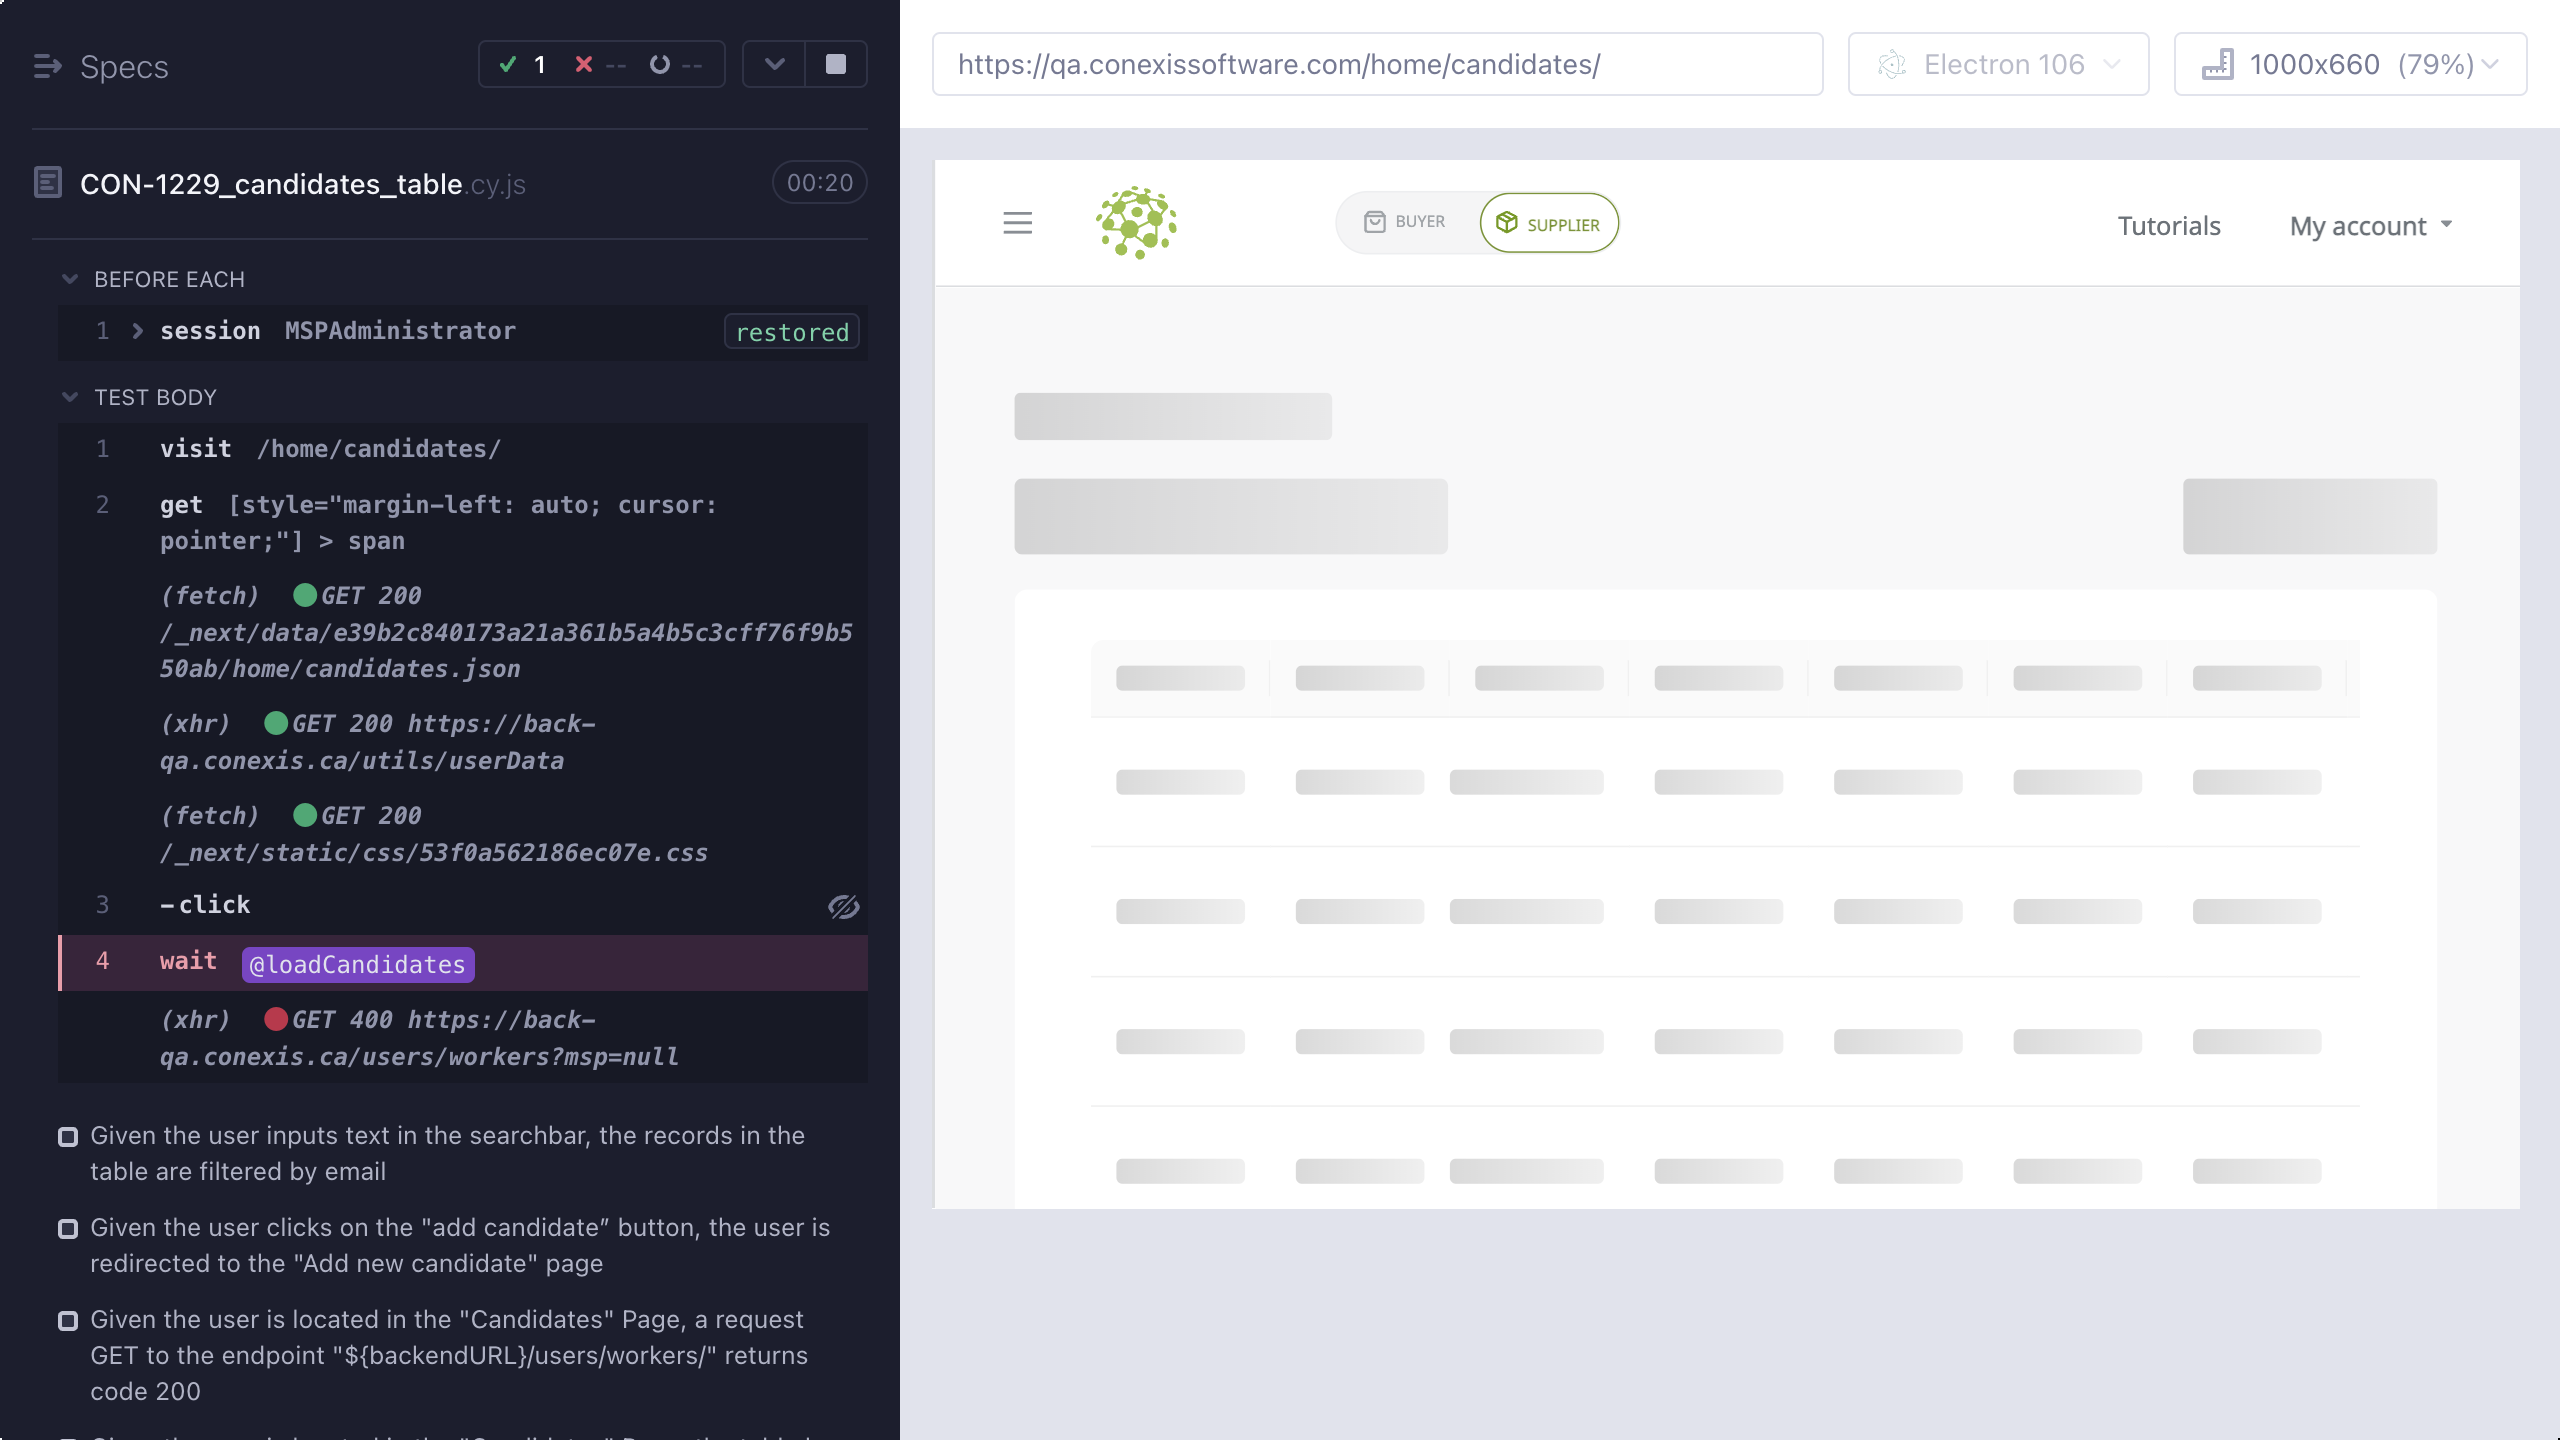 Specs
1
--
--
CON-1229_candidates_table.cy.js
00:20
BEFORE EACH
1 session MSPAdministrator restored
TEST BODY
1 visit /home/candidates/
2 get [style="margin-left: auto; cursor:
pointer;"] > span
(fetch) GET 200
/_next/data/e39b2c840173a21a361b5a4b5c3cff76f9b5
50ab/home/candidates.json
(xhr) GET 200 https://back-
qa.conexis.ca/utils/userData
(fetch) GET 200
/_next/static/css/53f0a562186ec07e.css
3 -click
4 wait @loadCandidates
(xhr) GET 400 https://back-
qa.conexis.ca/users/workers?msp=null
Given the user inputs text in the searchbar, the records in the
table are filtered by email
Given the user clicks on the "add candidate” button, the user is
redirected to the "Add new candidate" page
Given the user is located in the "Candidates" Page, a request
GET to the endpoint "${backendURL}/users/workers/" returns
code 200
https://qa.conexissoftware.com/home/candidates/
Electron 106
1000x660 (79%)
BUYER
SUPPLIER
Tutorials
My account